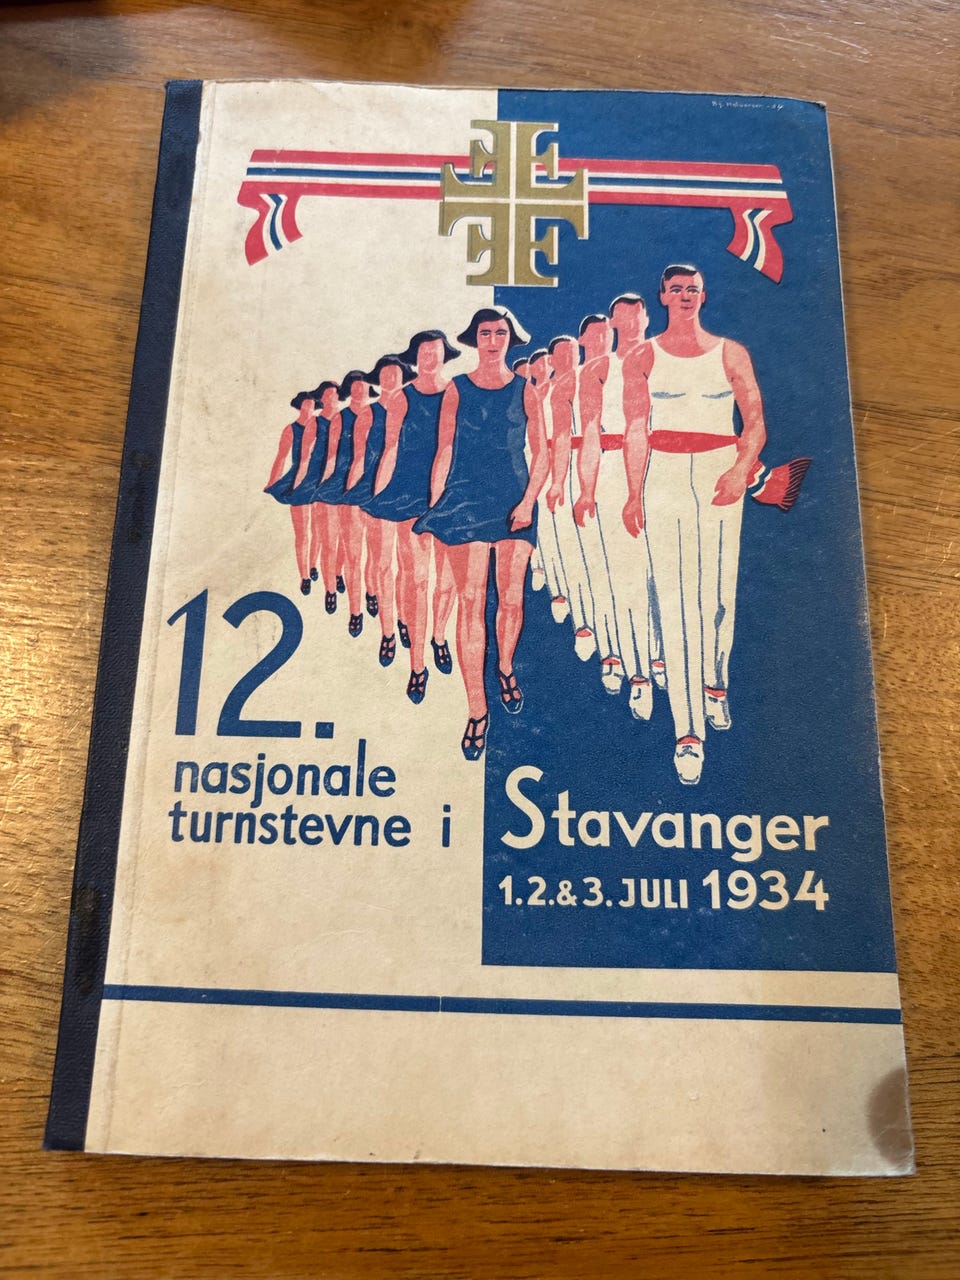 12.
nasjonale
turnstevne i Stavanger
1. 2. & 3. JULI 1934